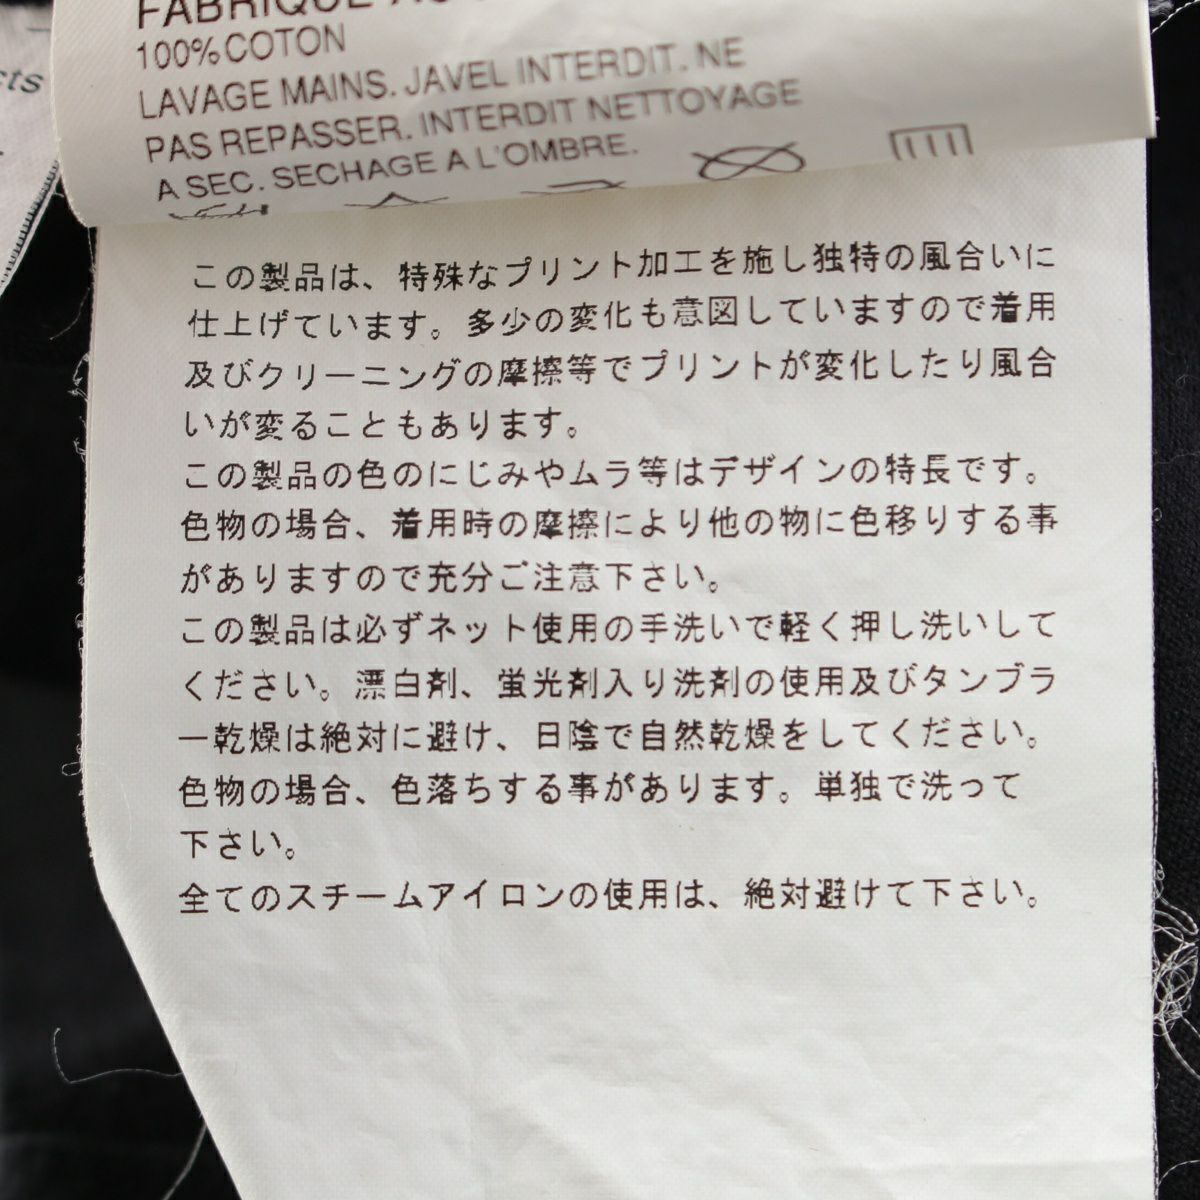 cts
FABRIQUE AU
100% COTON
LAVAGE MAINS. JAVEL INTERDIT. NE
PAS REPASSER. INTERDIT NETTOYAGE
A SEC. SECHAGE A L'OMBRE.
この製品は、特殊なプリント加工を施し独特の風合いに
仕上げています。多少の変化も意図していますので着用
及びクリーニングの摩擦等でプリントが変化したり風合
いが変ることもあります。
この製品の色のにじみやムラ等はデザインの特長です。
色物の場合、着用時の摩擦により他の物に色移りする事
がありますので充分ご注意下さい。
この製品は必ずネット使用の手洗いで軽く押し洗いして
ください。漂白剤、蛍光剤入り洗剤の使用及びタンブラ
ー乾燥は絶対に避け、日陰で自然乾燥をしてください。
色物の場合、色落ちする事があります。単独で洗って
下さい。
全てのスチームアイロンの使用は、絶対避けて下さい。